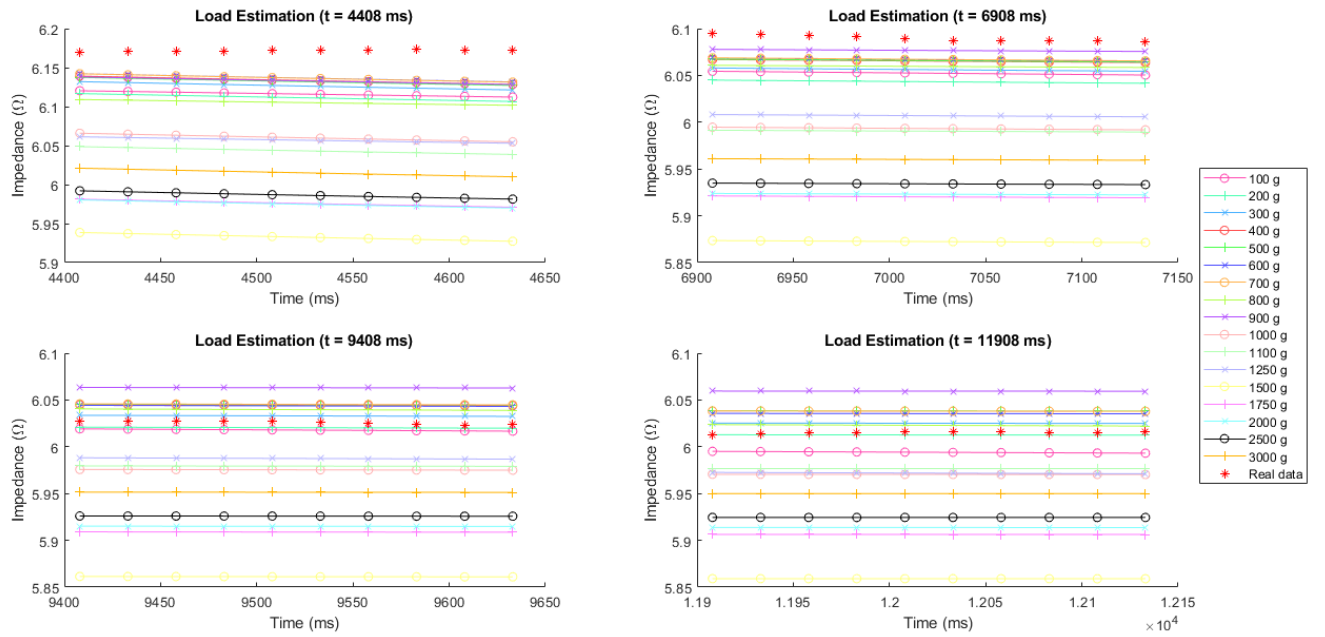 Load Estimation (t = 4408 ms)
6.2
6.15
6.1
6.05
6
5.95
5.9
Impedance (Ω)
4400 4450 4500 4550 4600 4650
Time (ms)
Load Estimation (t = 6908 ms)
6.1
6.05
6
5.95
5.9
5.85
Impedance (Ω)
6900 6950 7000 7050 7100 7150
Time (ms)
Load Estimation (t = 9408 ms)
6.1
6.05
6
5.95
5.9
5.85
Impedance (Ω)
9400 9450 9500 9550 9600 9650
Time (ms)
Load Estimation (t = 11908 ms)
6.1
6.05
6
5.95
5.9
5.85
Impedance (Ω)
1.19 1.195 1.2 1.205 1.21 1.215
Time (ms)
× 10⁴
100 g
200 g
300 g
400 g
500 g
600 g
700 g
800 g
900 g
1000 g
1100 g
1250 g
1500 g
1750 g
2000 g
2500 g
3000 g
Real data